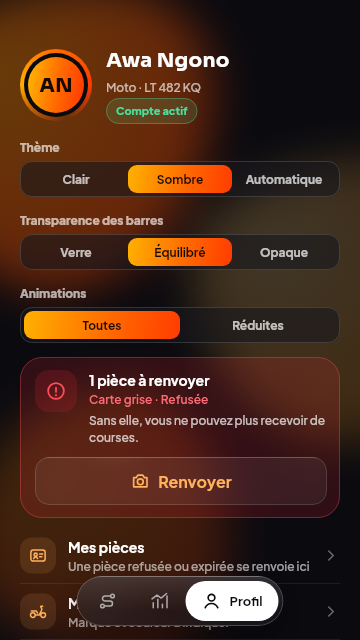 AN
Awa Ngono
Moto · LT 482 KQ
Compte actif
Thème
Clair
Sombre
Automatique
Transparence des barres
Verre
Équilibré
Opaque
Animations
Toutes
Réduites
1 pièce à renvoyer
Carte grise · Refusée
Sans elle, vous ne pouvez plus recevoir de
courses.
Renvoyer
Mes pièces
Une pièce refusée ou expirée se renvoie ici
Profil